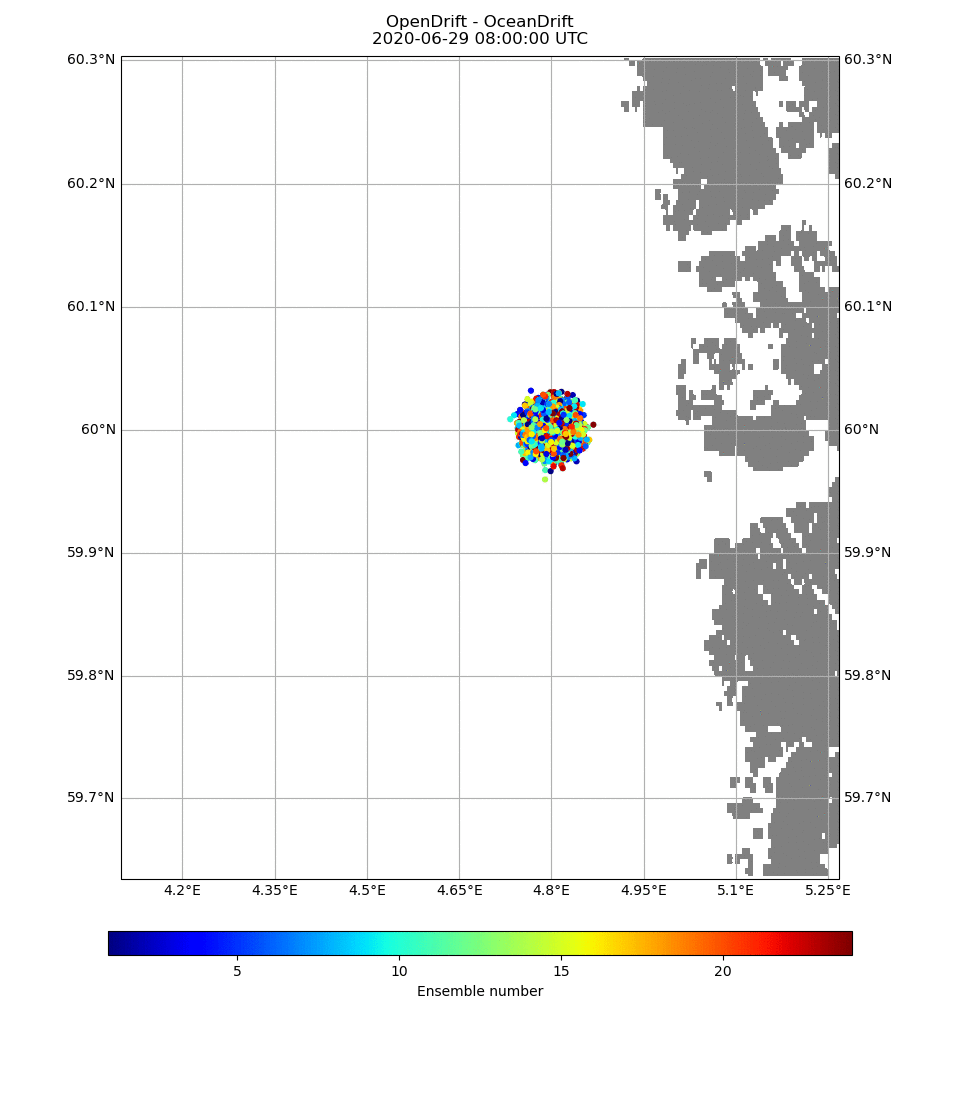 OpenDrift - OceanDrift
2020-06-29 08:00:00 UTC
60.3°N 60.3°N
60.2°N 60.2°N
60.1°N 60.1°N
60°N 60°N
59.9°N 59.9°N
59.8°N 59.8°N
59.7°N 59.7°N
4.2°E 4.35°E 4.5°E 4.65°E 4.8°E 4.95°E 5.1°E 5.25°E
5 10 15 20
Ensemble number